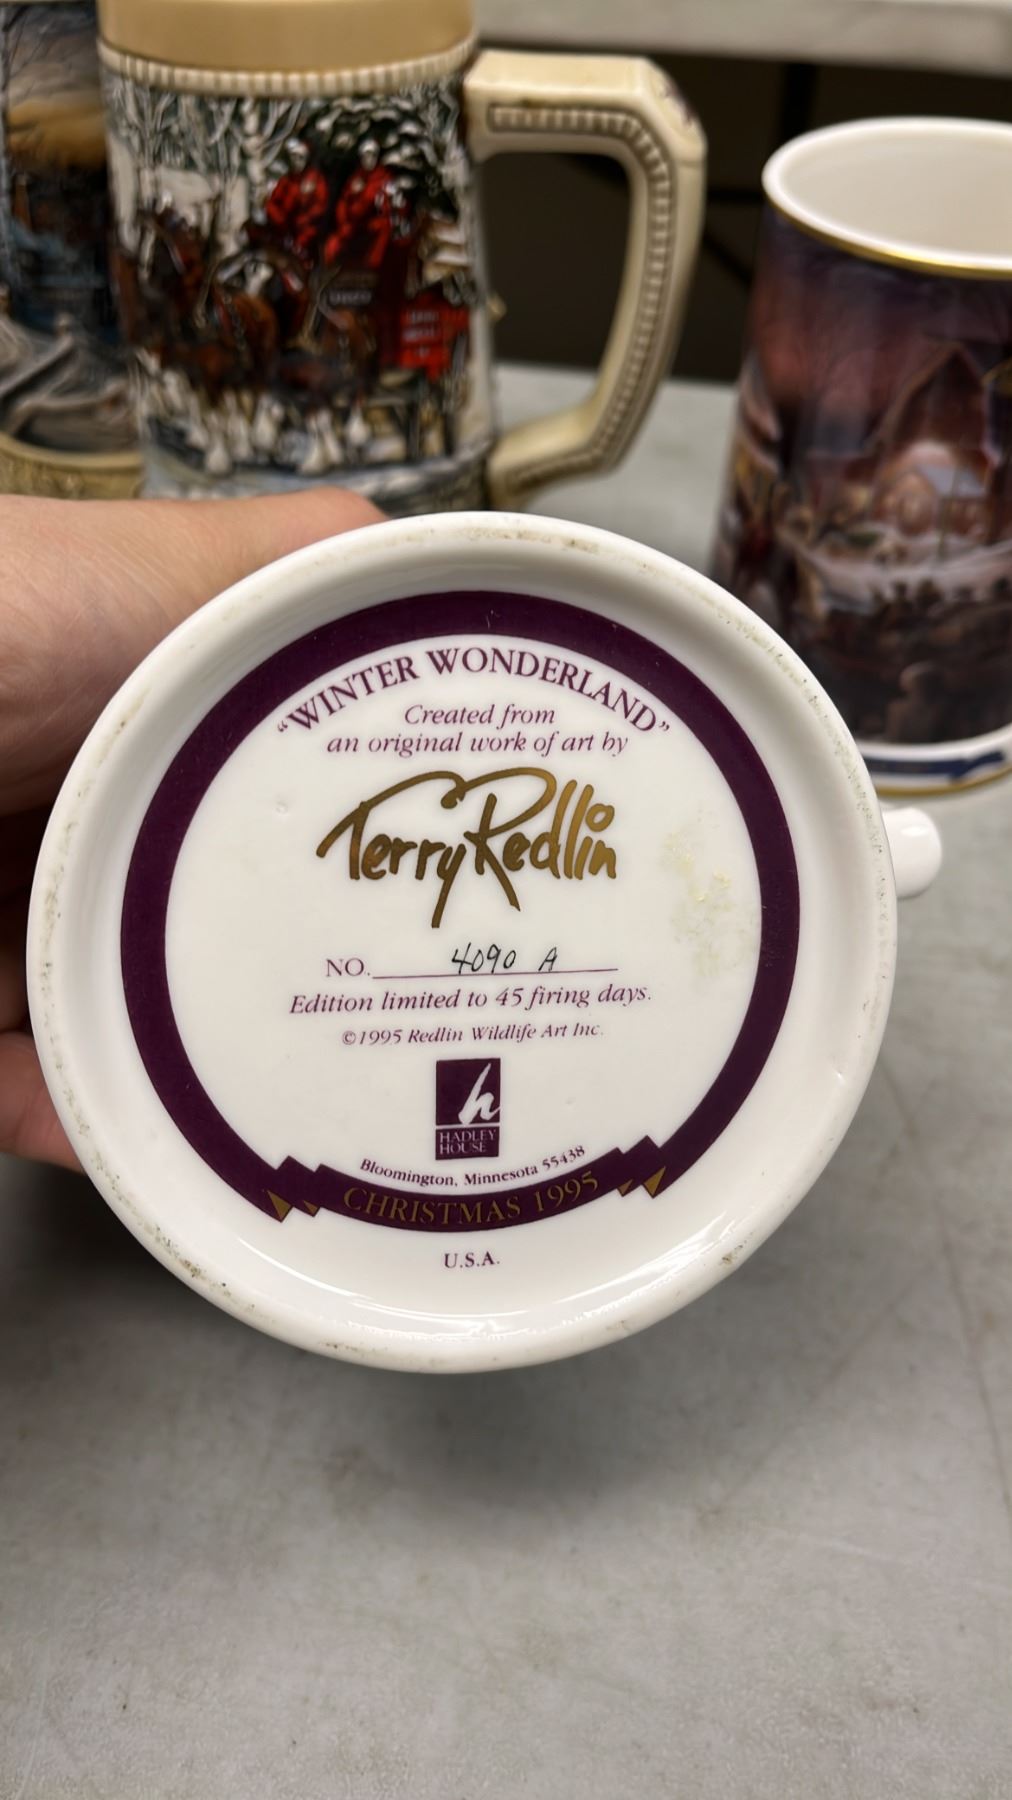 “WINTER WONDERLAND”
Created from
an original work of art by
Terry Redlin
NO. 4090 A
Edition limited to 45 firing days.
©1995 Redlin Wildlife Art Inc.
h
HADLEY
HOUSE
Bloomington, Minnesota 55438
CHRISTMAS 1995
U.S.A.